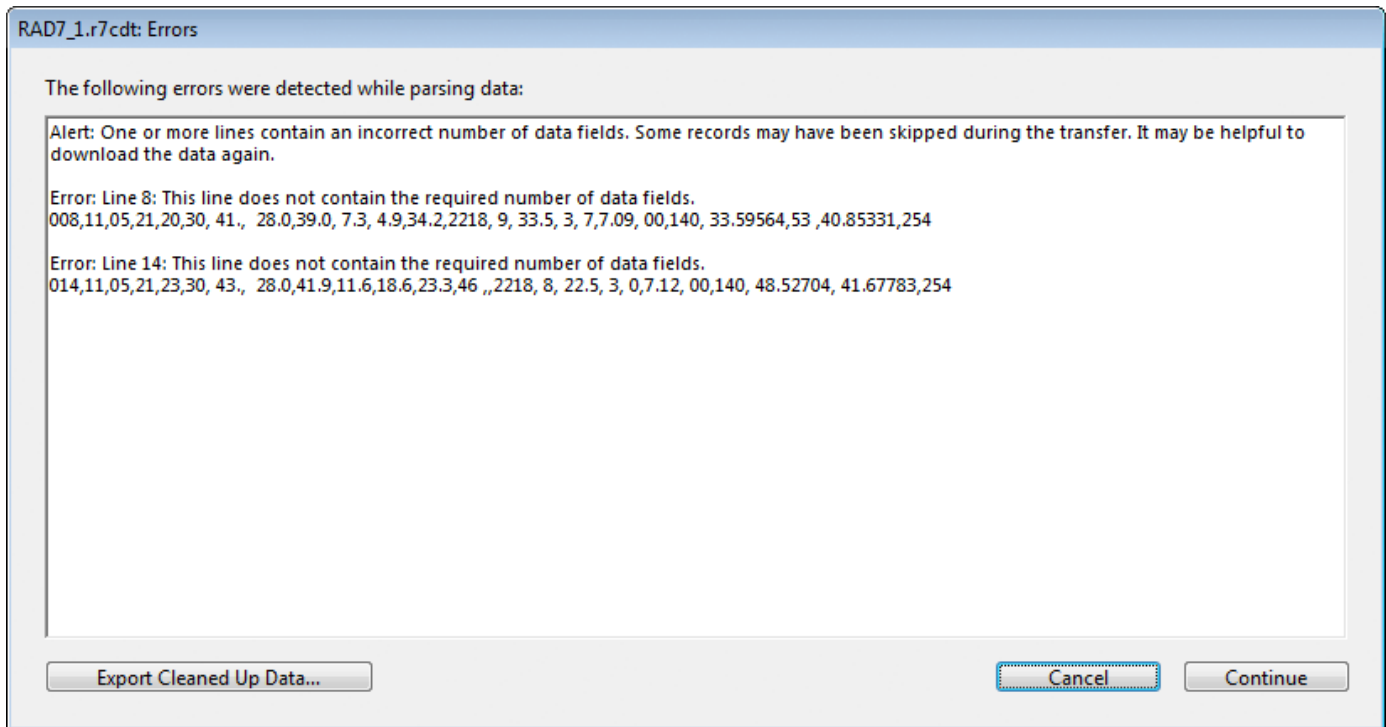 RAD7_1.r7cdt: Errors
The following errors were detected while parsing data:
Alert: One or more lines contain an incorrect number of data fields. Some records may have been skipped during the transfer. It may be helpful to
download the data again.
Error: Line 8: This line does not contain the required number of data fields.
008,11,05,21,20,30, 41.,  28.0,39.0, 7.3, 4.9,34.2,2218, 9, 33.5, 3, 7,7.09, 00,140, 33.59564,53 ,40.85331,254
Error: Line 14: This line does not contain the required number of data fields.
014,11,05,21,23,30, 43.,  28.0,41.9,11.6,18.6,23.3,46 ,,2218, 8, 22.5, 3, 0,7.12, 00,140, 48.52704, 41.67783,254
Export Cleaned Up Data...
Cancel
Continue